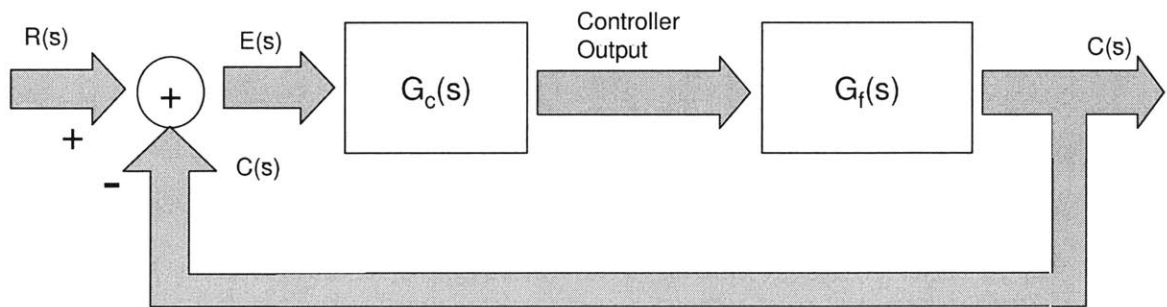 R(s)
+
+
-
E(s)
C(s)
G_c(s)
Controller
Output
G_f(s)
C(s)